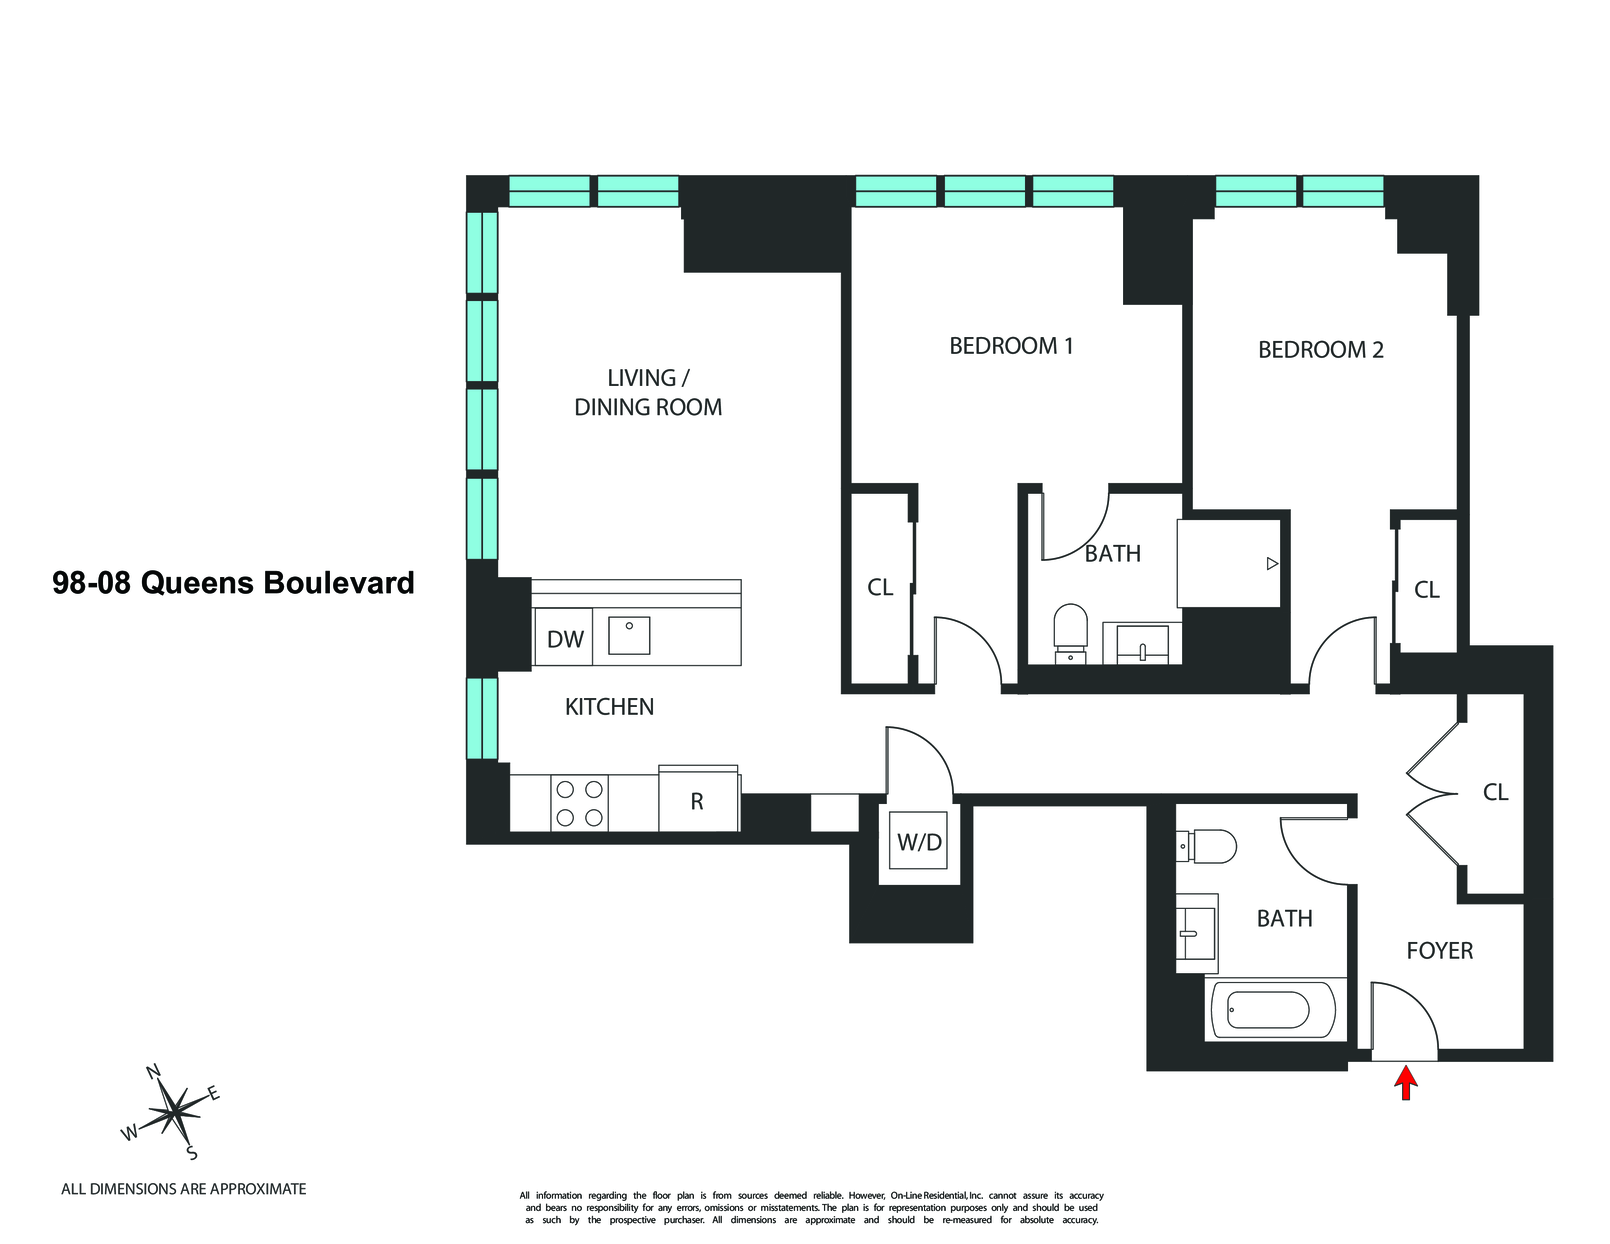 BEDROOM 1
BEDROOM 2
LIVING /
DINING ROOM
BATH
98-08 Queens Boulevard
CL
CL
DW
KITCHEN
CL
R
W/D
BATH
FOYER
N
E
W
S
ALL DIMENSIONS ARE APPROXIMATE
All information regarding the floor plan is from sources deemed reliable. However, On-Line Residential, Inc. cannot assure its accuracy
and bears no responsibility for any errors, omissions or misstatements. The plan is for representation purposes only and should be used
as such by the prospective purchaser. All dimensions are approximate and should be re-measured for absolute accuracy.